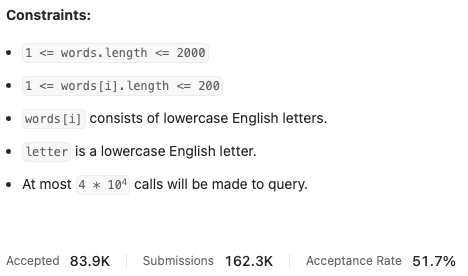 Constraints:
1 <= words.length <= 2000
1 <= words[i].length <= 200
words[i] consists of lowercase English letters.
letter is a lowercase English letter.
At most 4 * 10⁴ calls will be made to query.
Accepted 83.9K Submissions 162.3K Acceptance Rate 51.7%